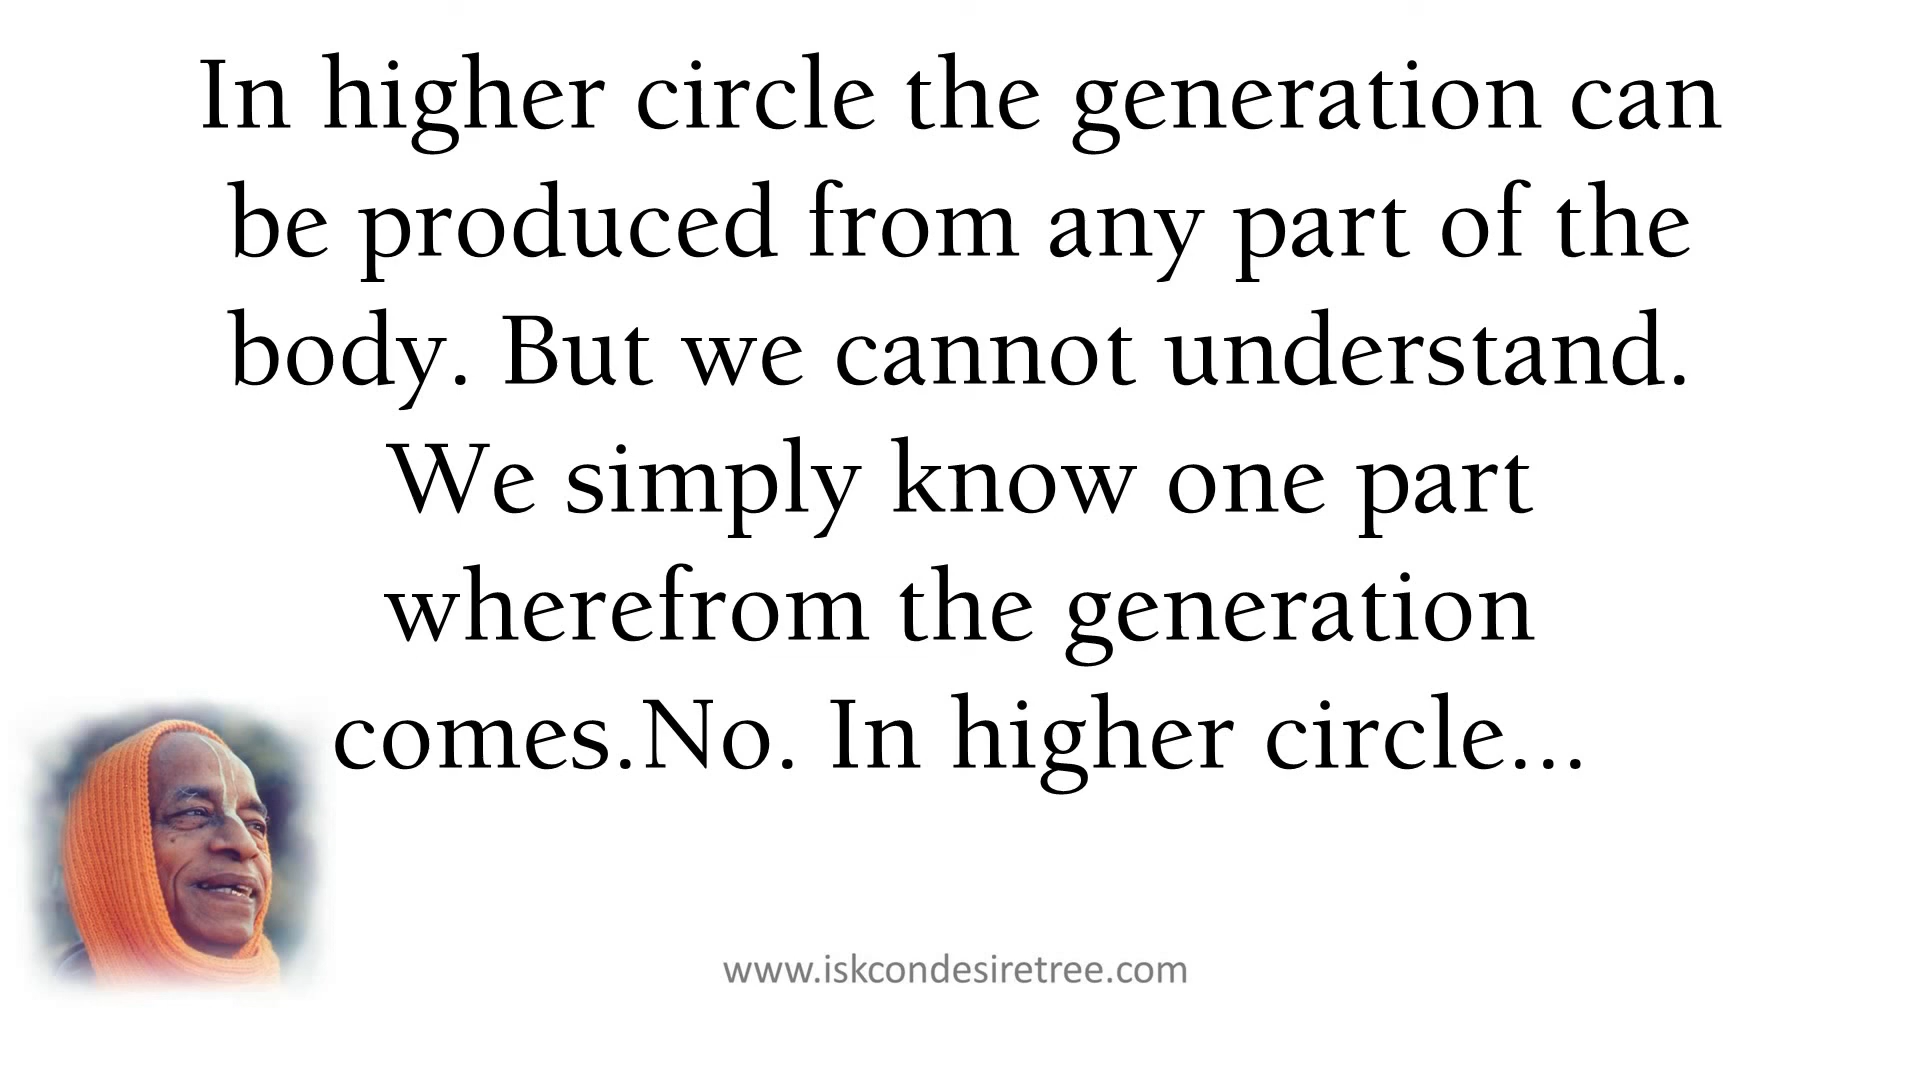 In higher circle the generation can
be produced from any part of the
body. But we cannot understand.
We simply know one part
wherefrom the generation
comes.No. In higher circle...
www.iskcondesiretree.com